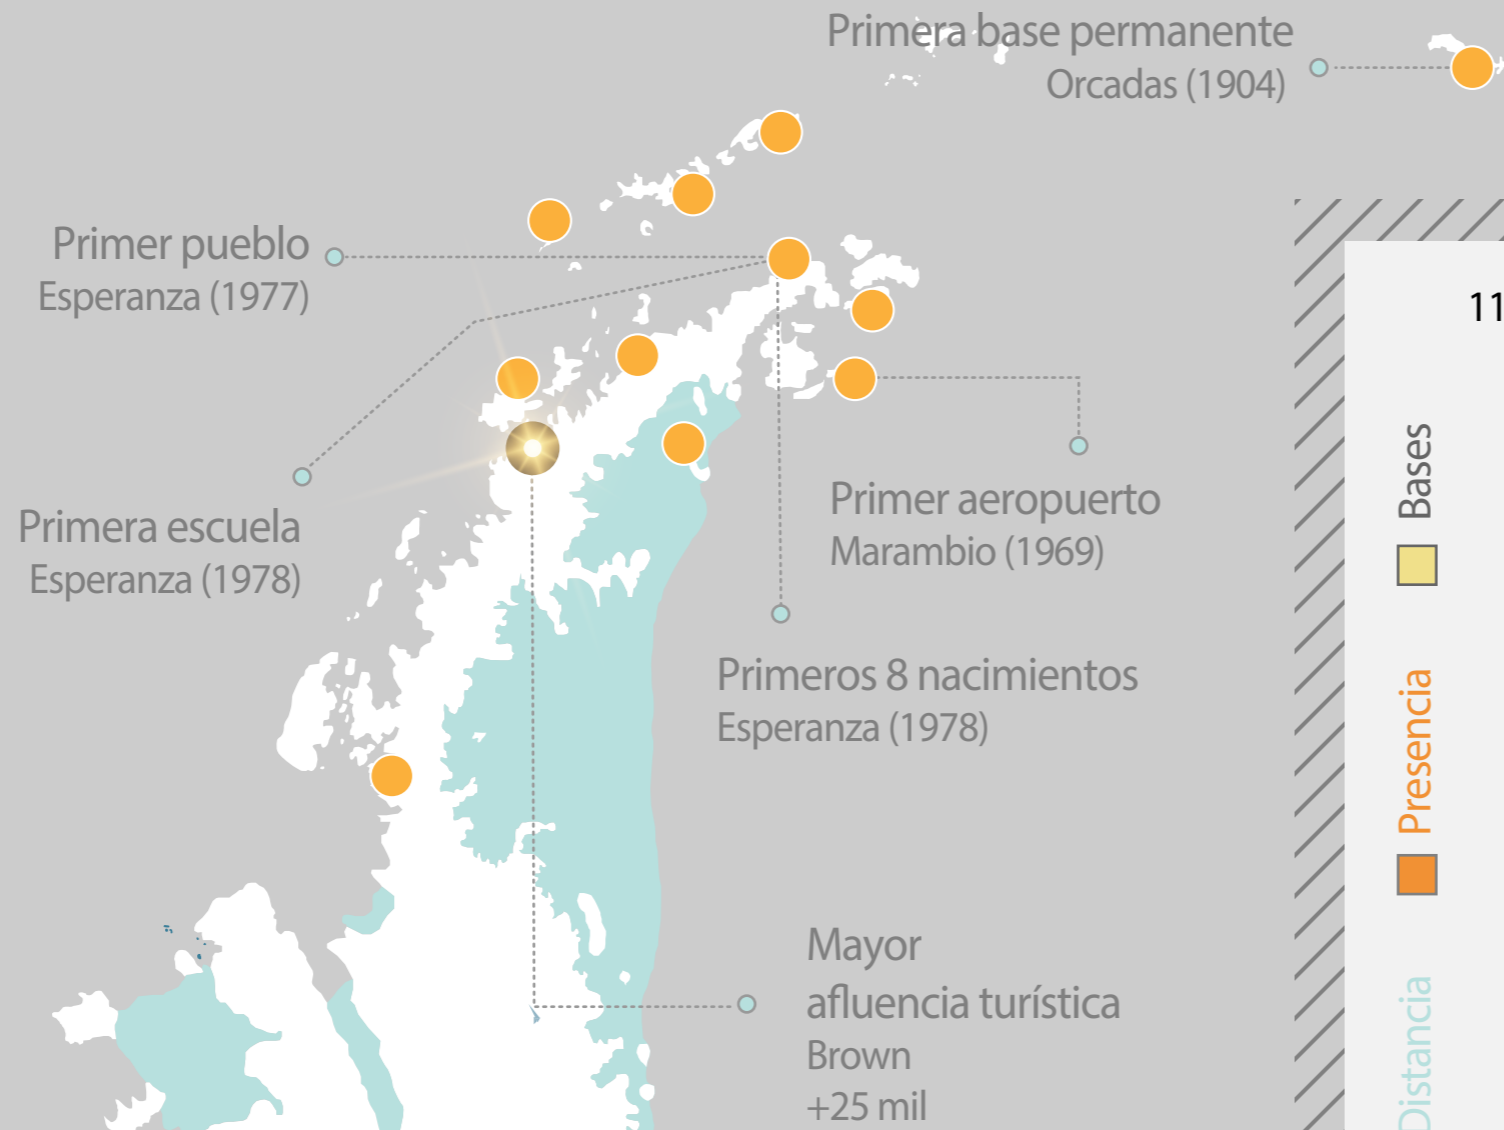 Primera base permanente
Orcadas (1904)
Primer pueblo
Esperanza (1977)
Primera escuela
Esperanza (1978)
Primer aeropuerto
Marambio (1969)
Primeros 8 nacimientos
Esperanza (1978)
Mayor
afluencia turística
Brown
+25 mil
11
Bases
Presencia
Distancia